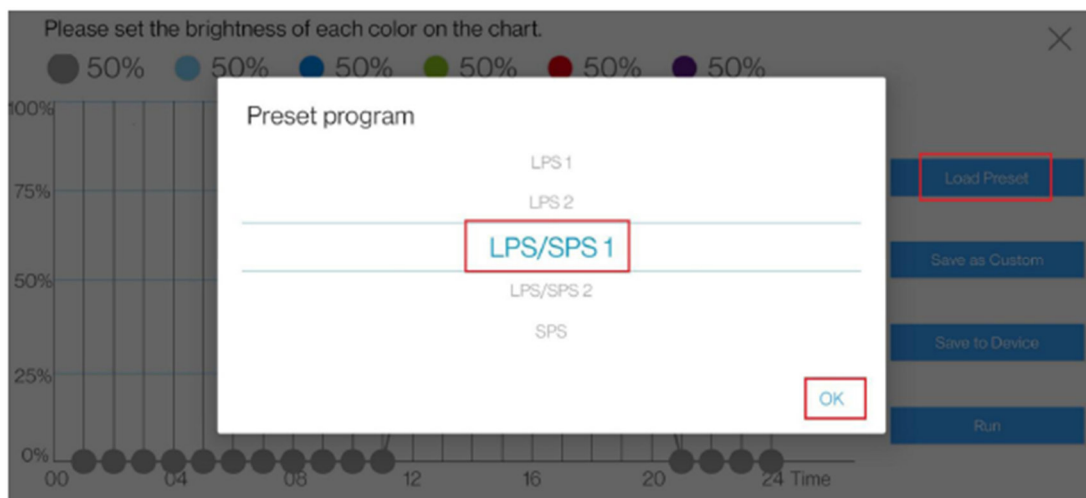 Please set the brightness of each color on the chart.
50% 50% 50% 50% 50% 50%
100%
75%
50%
25%
0%
00 04 08 12 16 20 24 Time
Preset program
LPS 1
LPS 2
LPS/SPS 1
LPS/SPS 2
SPS
OK
Load Preset
Save as Custom
Save to Device
Run